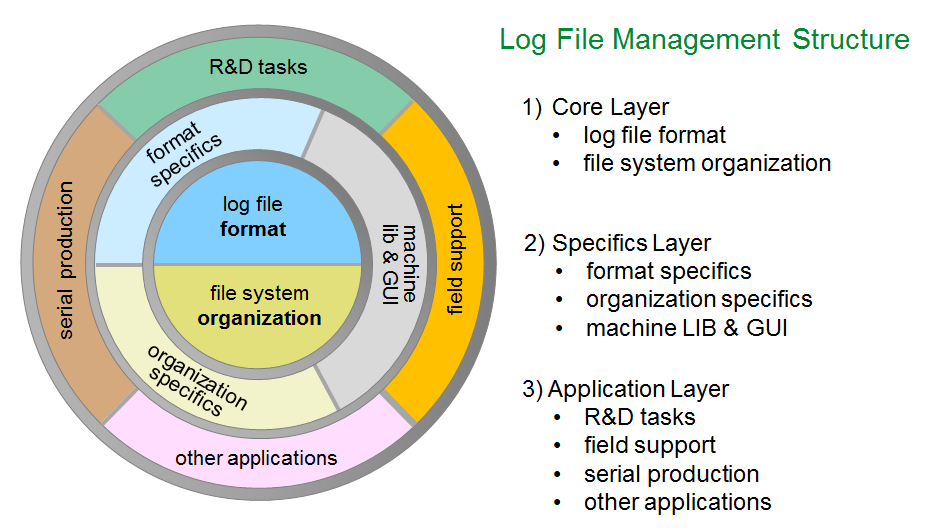 Log File Management Structure
R&D tasks
format
specifics
log file
format
file system
organization
machine
lib & GUI
organization
specifics
serial production
field support
other applications
1) Core Layer
• log file format
• file system organization
2) Specifics Layer
• format specifics
• organization specifics
• machine LIB & GUI
3) Application Layer
• R&D tasks
• field support
• serial production
• other applications